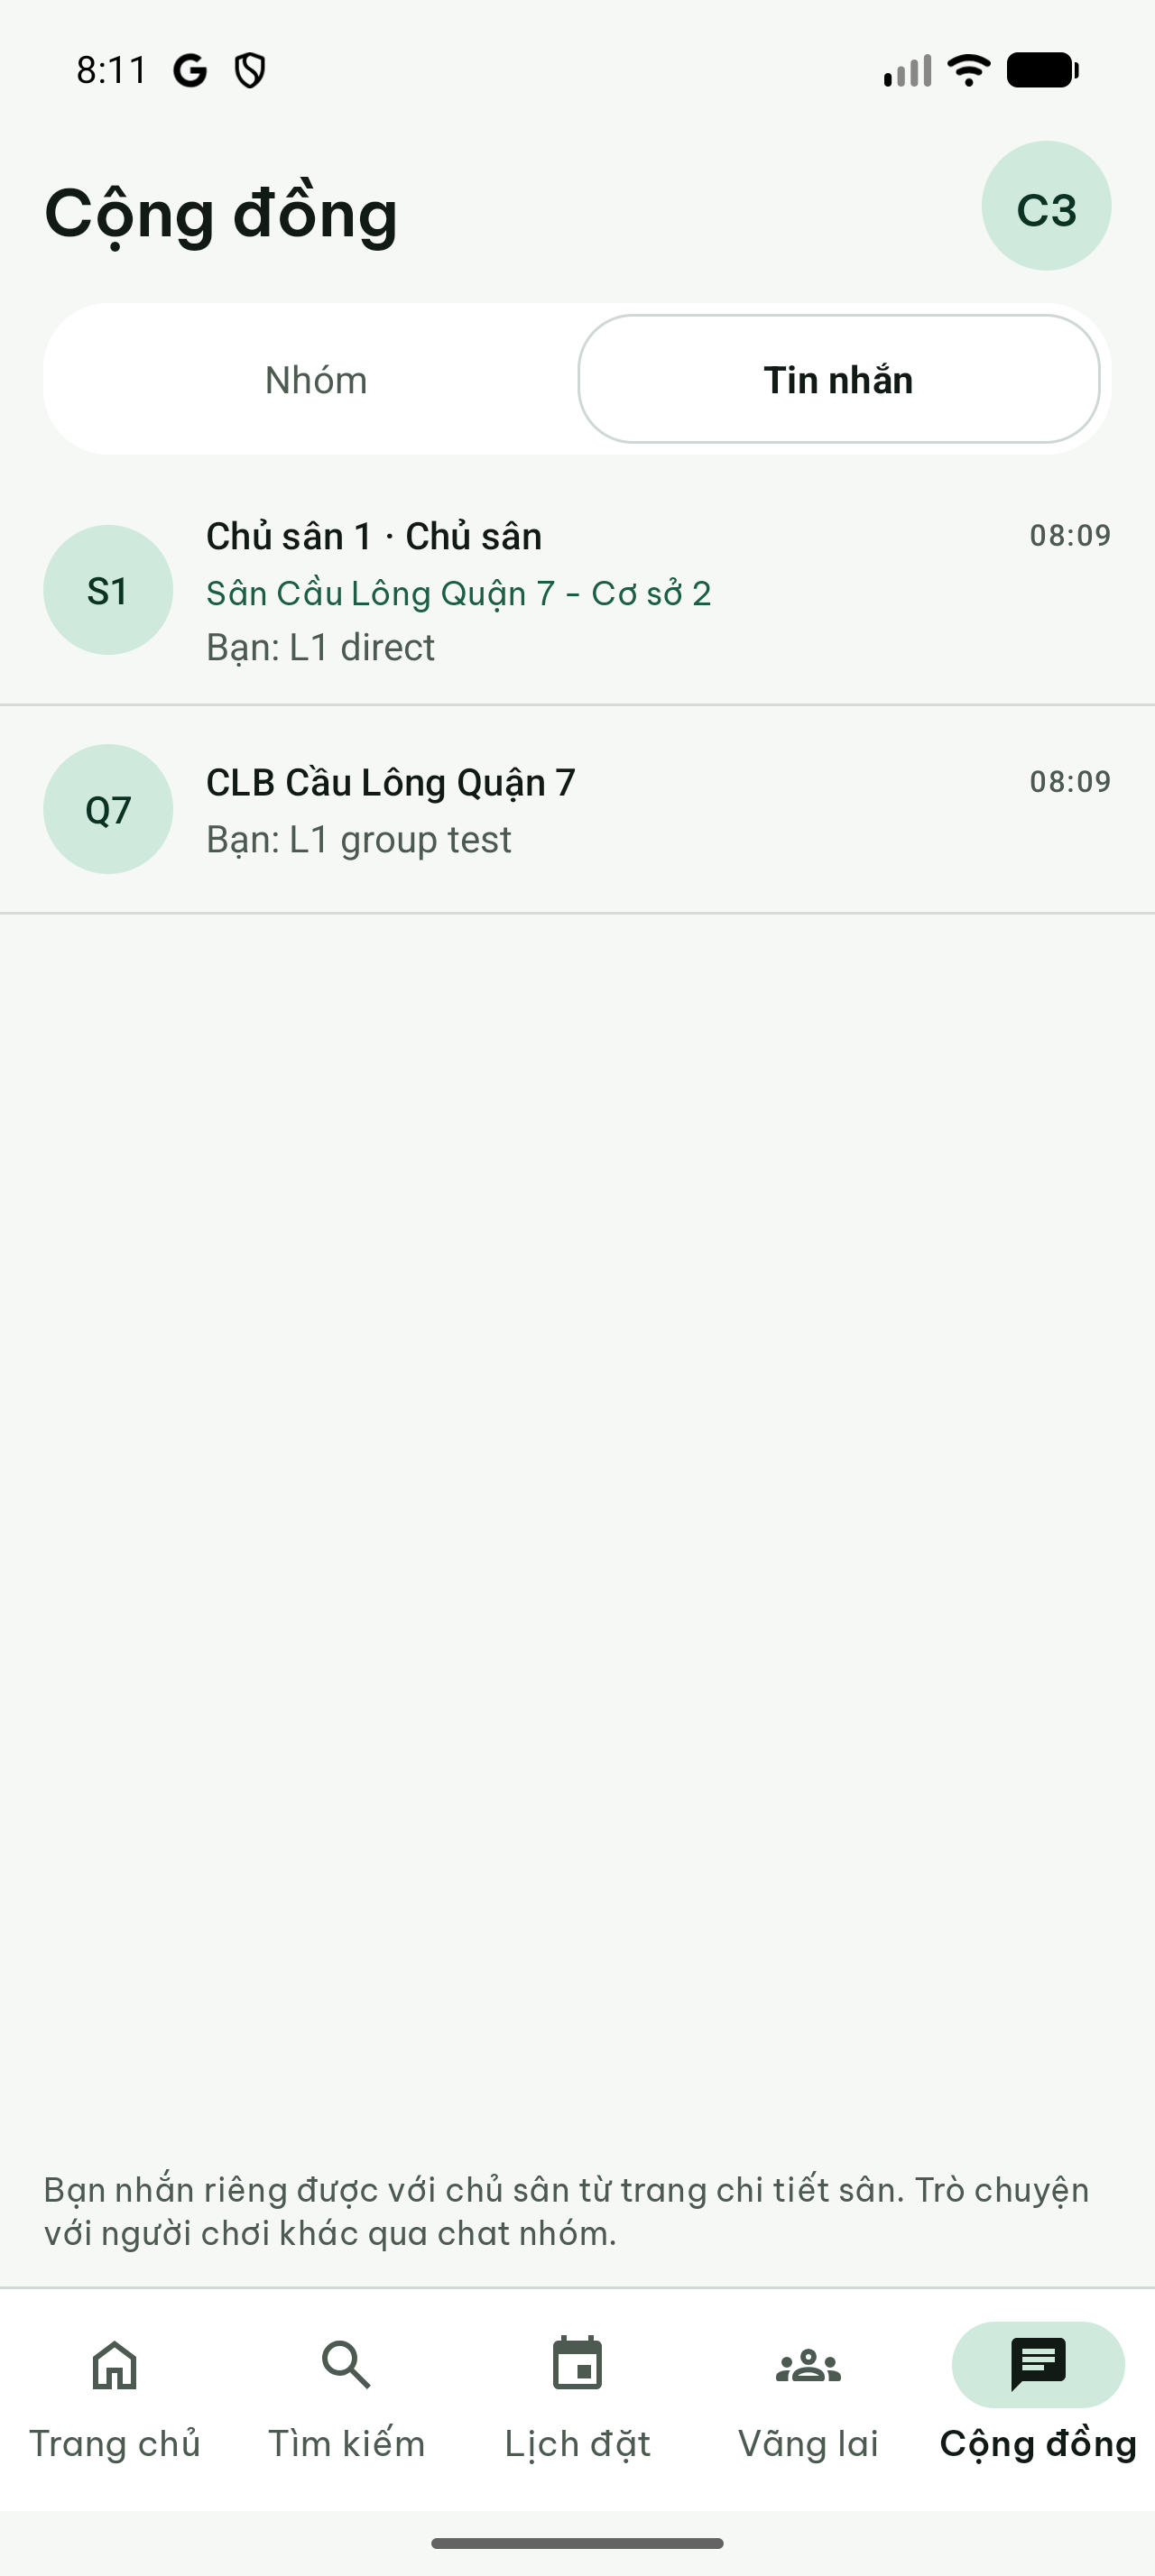 8:11
Cộng đồng
C3
Nhóm
Tin nhắn
S1
Chủ sân 1 · Chủ sân
08:09
Sân Cầu Lông Quận 7 - Cơ sở 2
Bạn: L1 direct
Q7
CLB Cầu Lông Quận 7
08:09
Bạn: L1 group test
Bạn nhắn riêng được với chủ sân từ trang chi tiết sân. Trò chuyện
với người chơi khác qua chat nhóm.
Trang chủ
Tìm kiếm
Lịch đặt
Vãng lai
Cộng đồng